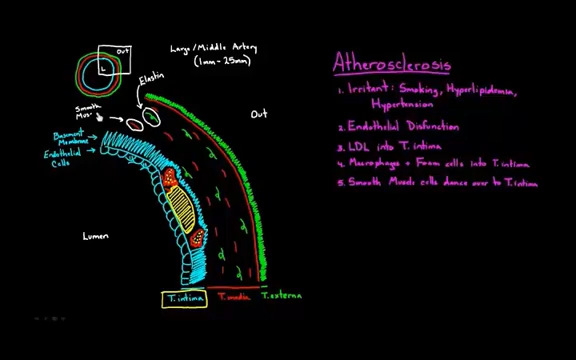 Out
L
Large/Middle Artery
(1mm - 25mm)
Elastin
Smooth
Mus.
Out
Basement
Membrane
Endothelial
Cells
Lumen
T. intima
T. media
T. externa
Atherosclerosis
1. Irritant: Smoking, Hyperlipidemia,
Hypertension
2. Endothelial Disfunction
3. LDL into T. intima
4. Macrophages → Foam cells into T. intima
5. Smooth Muscle cells dance over to T. intima